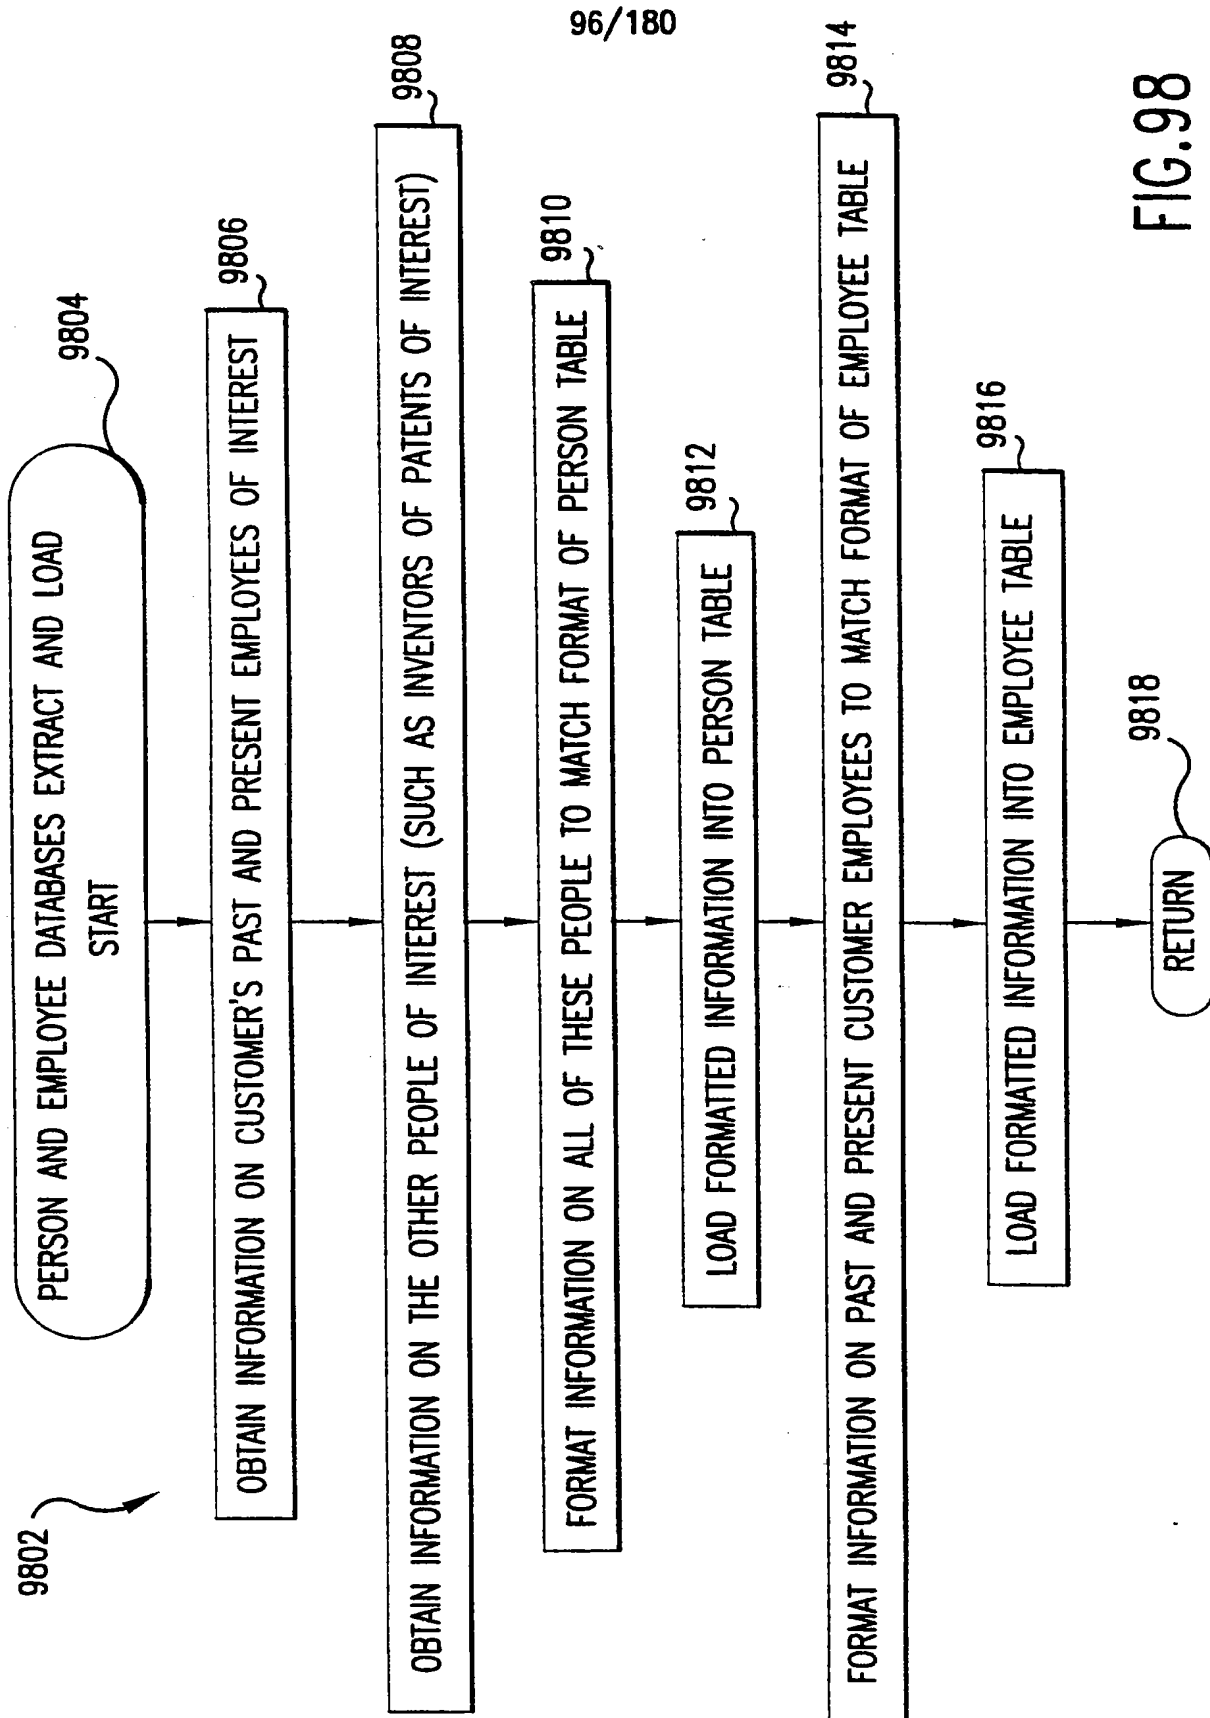 96/180
9802
PERSON AND EMPLOYEE DATABASES EXTRACT AND LOAD
START
9804
OBTAIN INFORMATION ON CUSTOMER'S PAST AND PRESENT EMPLOYEES OF INTEREST
9806
OBTAIN INFORMATION ON THE OTHER PEOPLE OF INTEREST (SUCH AS INVENTORS OF PATENTS OF INTEREST)
9808
FORMAT INFORMATION ON ALL OF THESE PEOPLE TO MATCH FORMAT OF PERSON TABLE
9810
LOAD FORMATTED INFORMATION INTO PERSON TABLE
9812
FORMAT INFORMATION ON PAST AND PRESENT CUSTOMER EMPLOYEES TO MATCH FORMAT OF EMPLOYEE TABLE
9814
LOAD FORMATTED INFORMATION INTO EMPLOYEE TABLE
9816
RETURN
9818
FIG.98